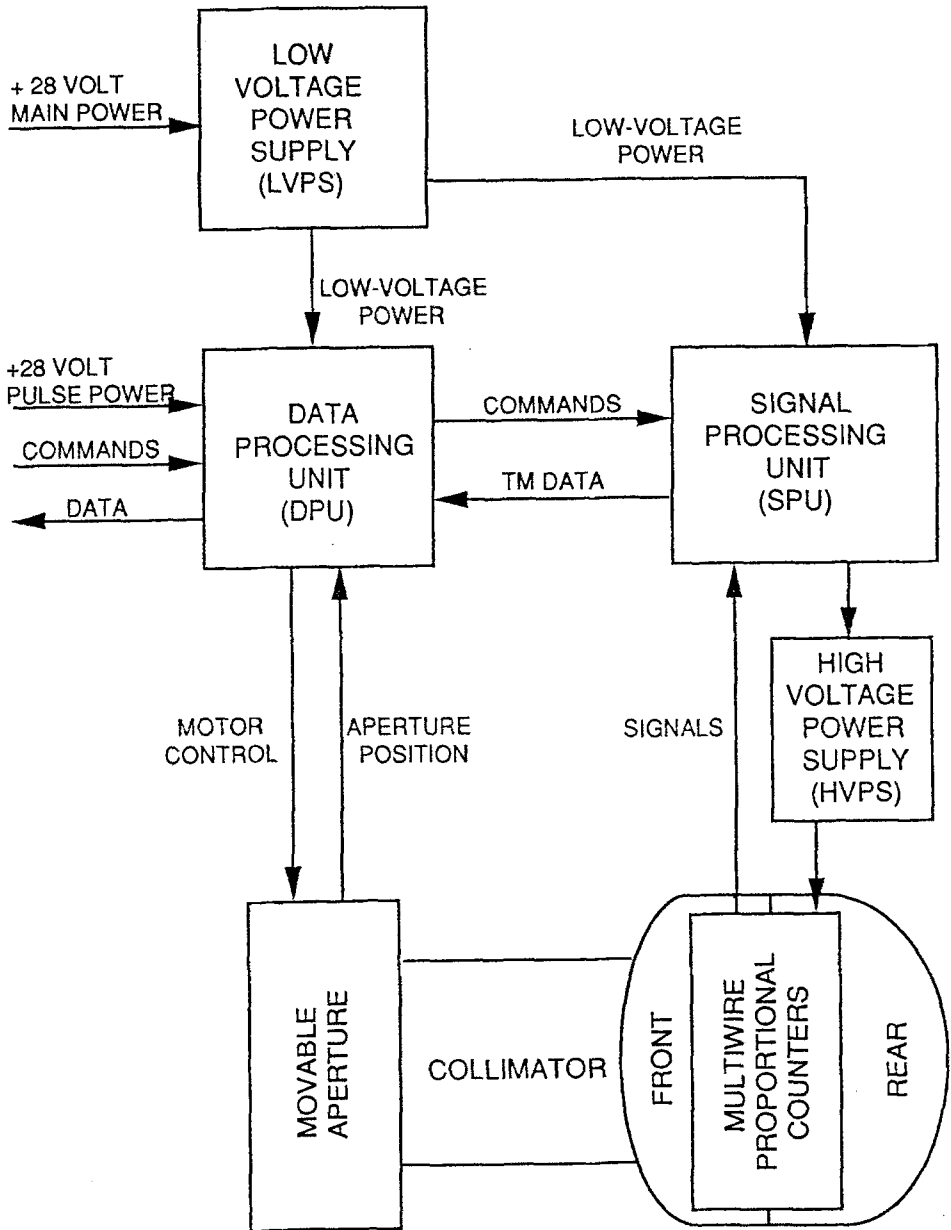 LOW
VOLTAGE
POWER
SUPPLY
(LVPS)
+ 28 VOLT
MAIN POWER
LOW-VOLTAGE
POWER
LOW-VOLTAGE
POWER
+28 VOLT
PULSE POWER
COMMANDS
DATA
DATA
PROCESSING
UNIT
(DPU)
COMMANDS
TM DATA
SIGNAL
PROCESSING
UNIT
(SPU)
MOTOR
CONTROL
APERTURE
POSITION
SIGNALS
HIGH
VOLTAGE
POWER
SUPPLY
(HVPS)
MOVABLE
APERTURE
COLLIMATOR
FRONT
MULTIWIRE
PROPORTIONAL
COUNTERS
REAR